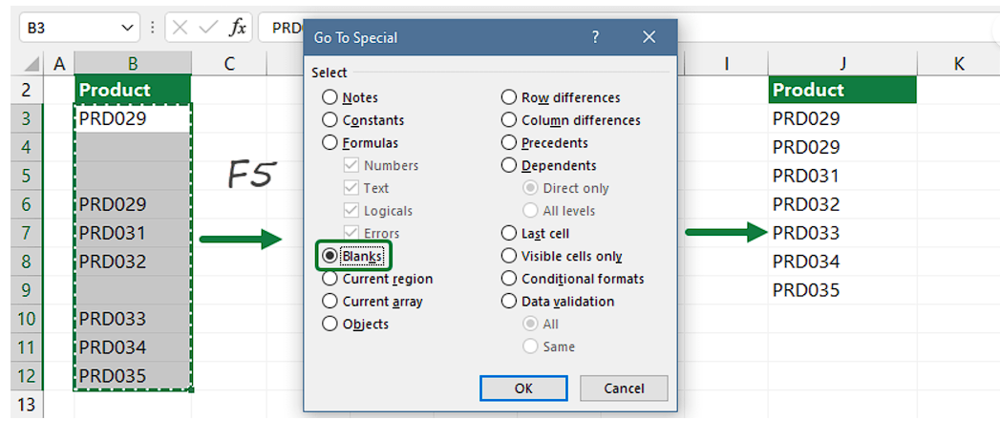 B3
fx
PRD
Go To Special
?
A
B
C
I
J
K
Select
2
Product
Notes
Row differences
Product
3
PRD029
Constants
Column differences
PRD029
4
Formulas
Precedents
PRD029
Numbers
Dependents
5
F5
Text
Direct only
PRD031
6
PRD029
Logicals
All levels
PRD032
7
PRD031
Errors
Last cell
PRD033
8
PRD032
Blanks
Visible cells only
PRD034
9
Current region
Conditional formats
PRD035
Current array
Data validation
10
PRD033
Objects
All
11
PRD034
Same
12
PRD035
OK
Cancel
13